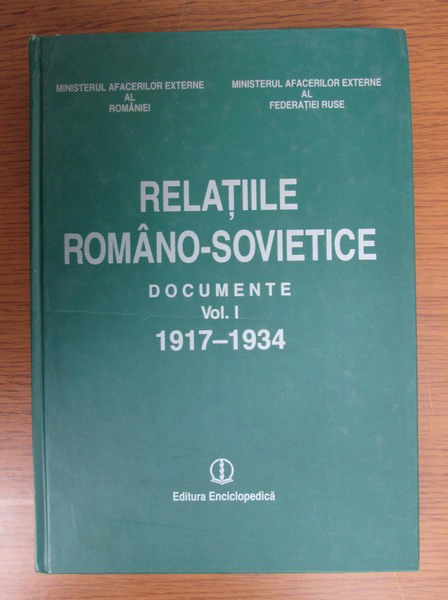 MINISTERUL AFACERILOR EXTERNE
AL
ROMÂNIEI
MINISTERUL AFACERILOR EXTERNE
AL
FEDERAȚIEI RUSE
RELAȚIILE
ROMÂNO-SOVIETICE
DOCUMENTE
Vol. I
1917–1934
Editura Enciclopedică